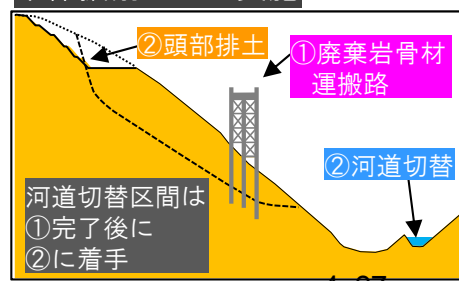 ②頭部排土
①廃棄岩骨材
運搬路
②河道切替
河道切替区間は
①完了後に
②に着手